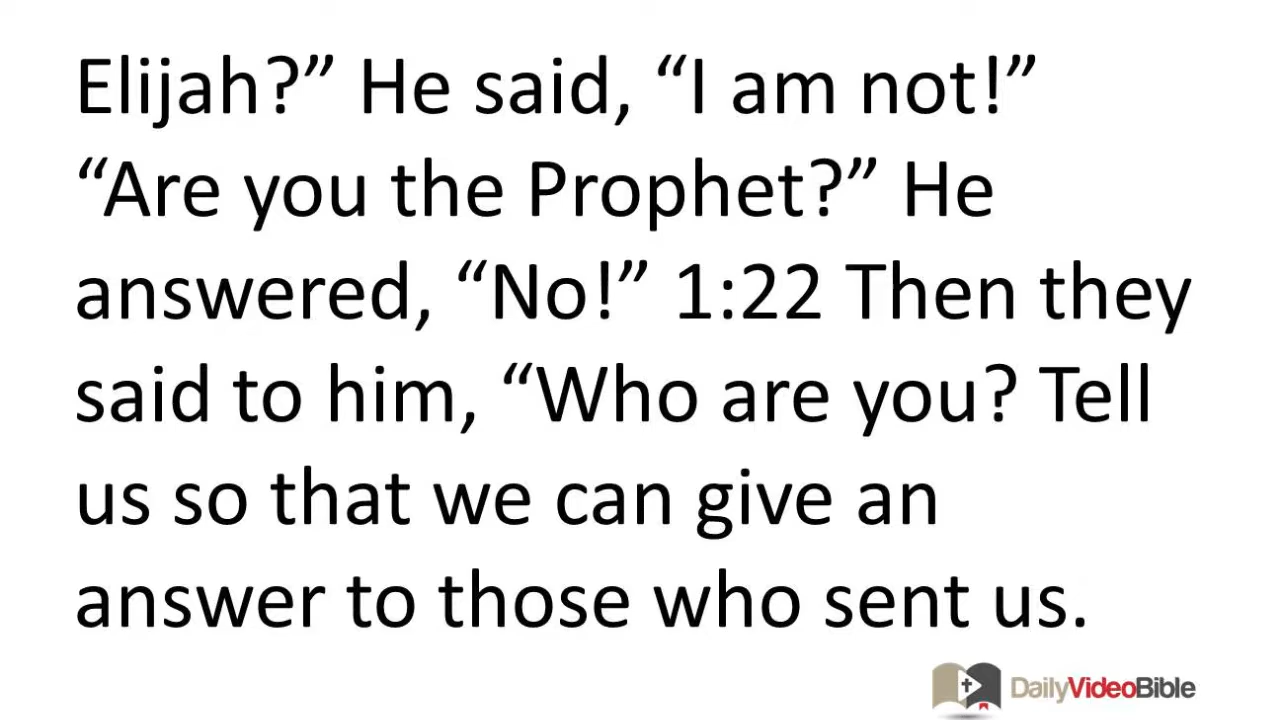 Elijah?” He said, “I am not!”
“Are you the Prophet?” He
answered, “No!” 1:22 Then they
said to him, “Who are you? Tell
us so that we can give an
answer to those who sent us.
DailyVideoBible